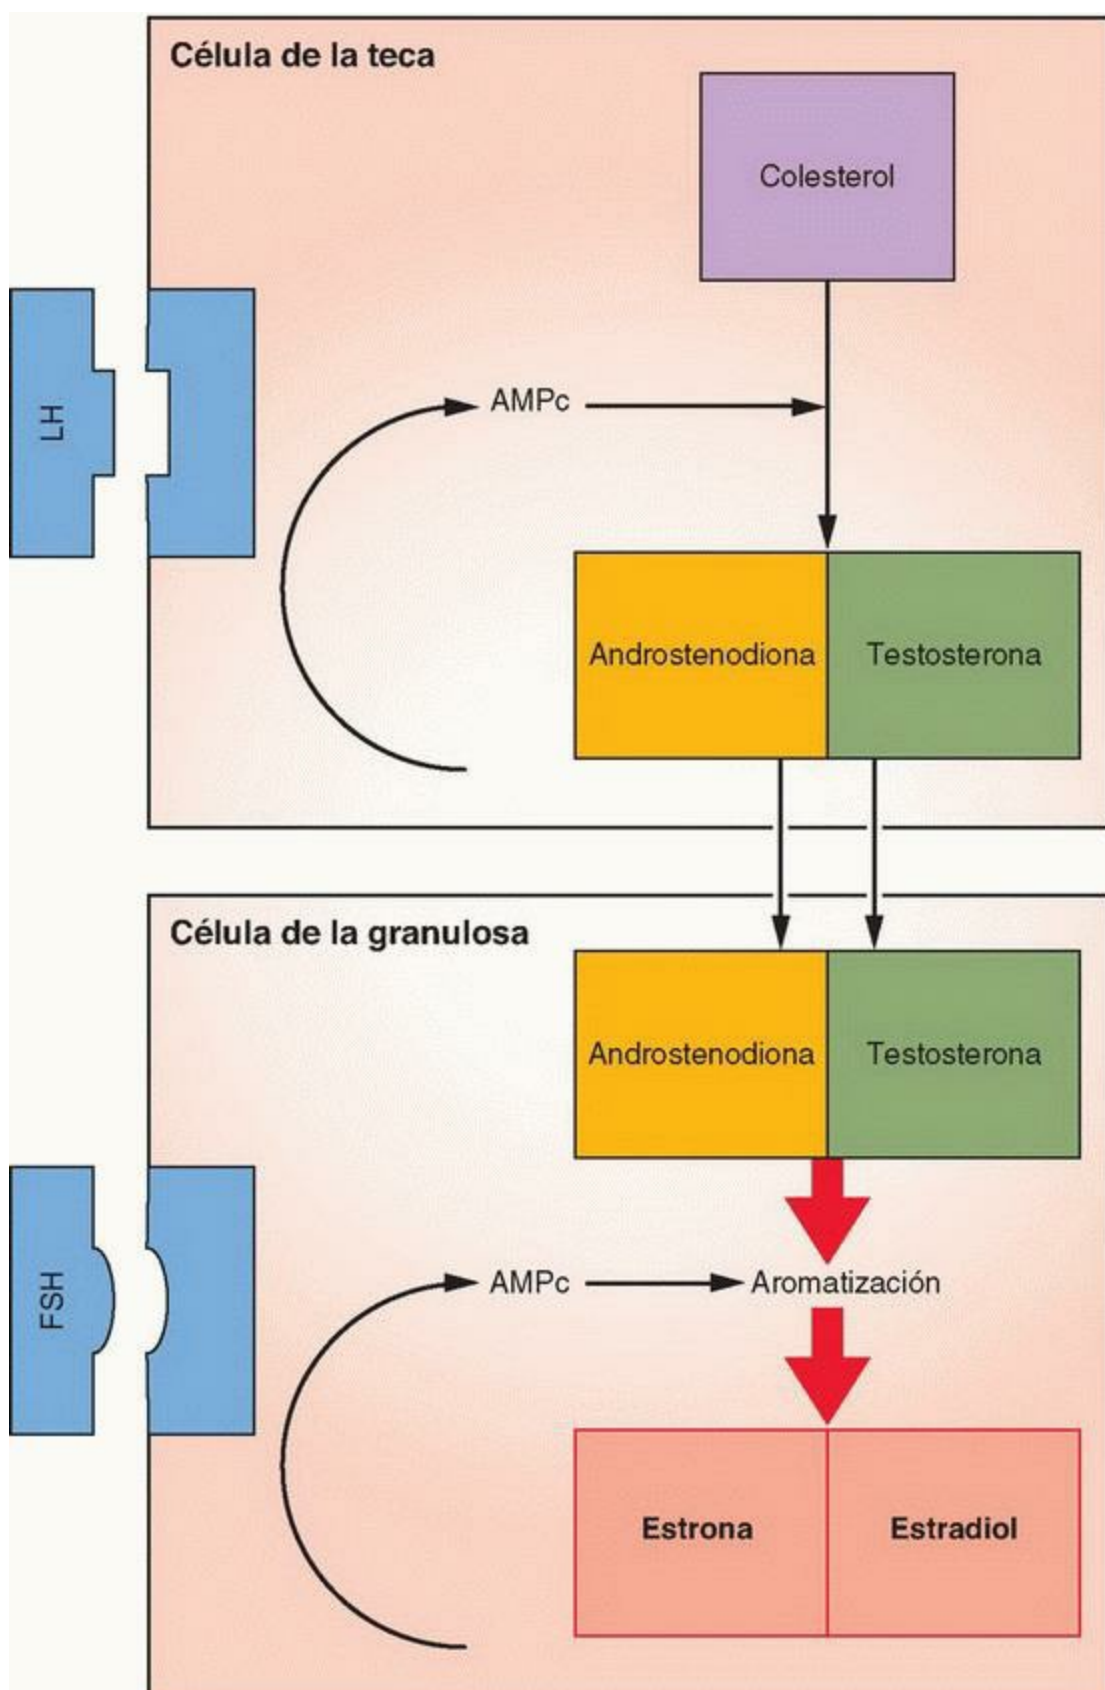 Célula de la teca
Colesterol
LH
AMPc
Androstenodiona
Testosterona
Célula de la granulosa
Androstenodiona
Testosterona
FSH
AMPc
Aromatización
Estrona
Estradiol